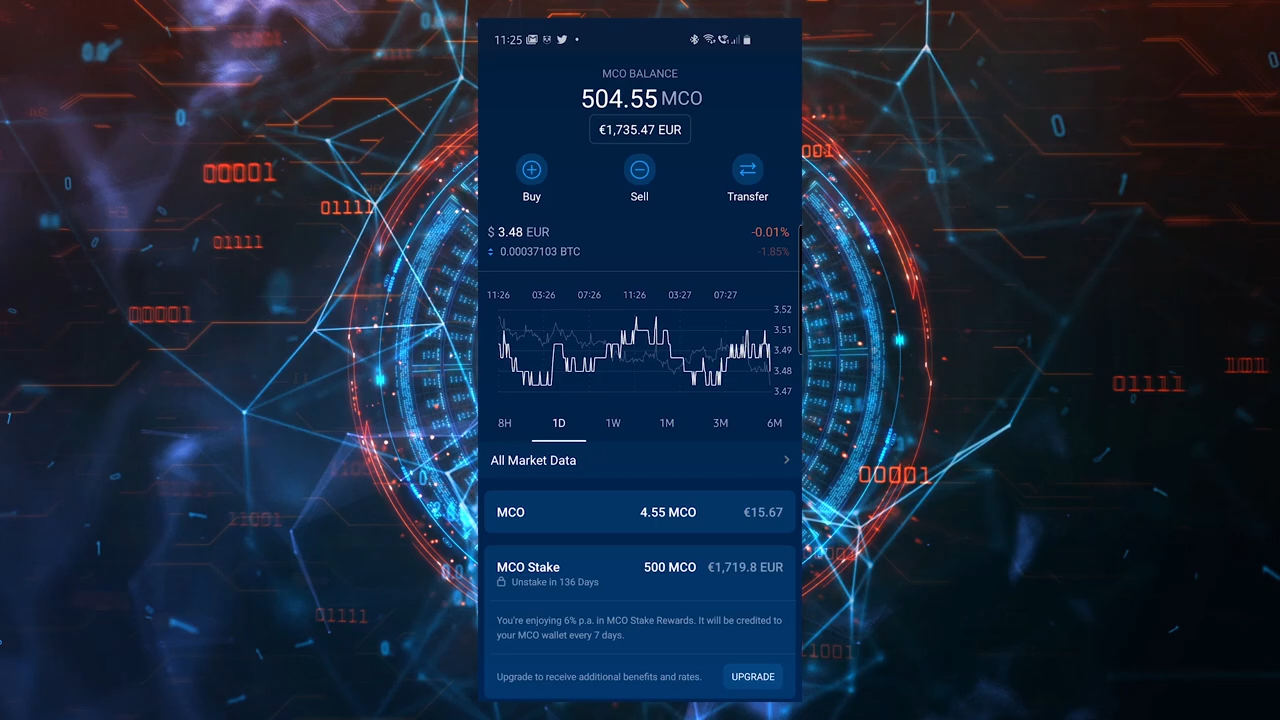 11:25
MCO BALANCE
504.55 MCO
€1,735.47 EUR
Buy Sell Transfer
$ 3.48 EUR -0.01%
0.00037103 BTC -1.85%
11:26 03:26 07:26 11:26 03:27 07:27
3.52
3.51
3.49
3.48
3.47
8H 1D 1W 1M 3M 6M
All Market Data
MCO 4.55 MCO €15.67
MCO Stake 500 MCO €1,719.8 EUR
Unstake in 136 Days
You're enjoying 6% p.a. in MCO Stake Rewards. It will be credited to
your MCO wallet every 7 days.
Upgrade to receive additional benefits and rates. UPGRADE
00001
01111
01111
00001
01111
11001
01111
0001
01111
101
00001
11001